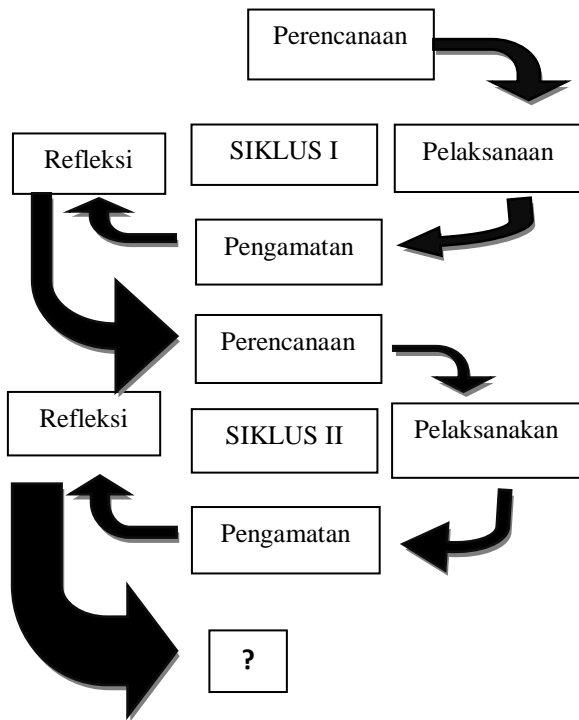 Perencanaan
Refleksi
SIKLUS I
Pelaksanaan
Pengamatan
Perencanaan
Refleksi
SIKLUS II
Pelaksanakan
Pengamatan
?